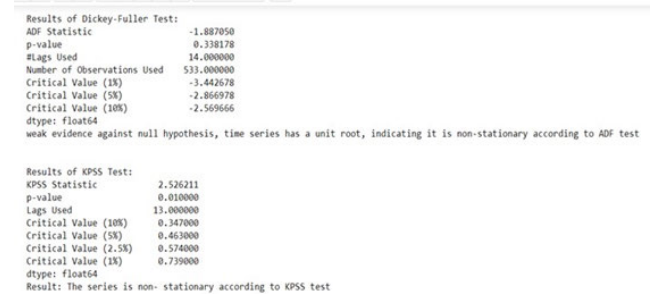 Results of Dickey-Fuller Test:
ADF Statistic -1.887050
p-value 0.338178
#Lags Used 14.000000
Number of Observations Used 533.000000
Critical Value (1%) -3.442678
Critical Value (5%) -2.866978
Critical Value (10%) -2.569666
dtype: float64
weak evidence against null hypothesis, time series has a unit root, indicating it is non-stationary according to ADF test
Results of KPSS Test:
KPSS Statistic 2.526211
p-value 0.010000
Lags Used 13.000000
Critical Value (10%) 0.347000
Critical Value (5%) 0.463000
Critical Value (2.5%) 0.574000
Critical Value (1%) 0.739000
dtype: float64
Result: The series is non- stationary according to KPSS test